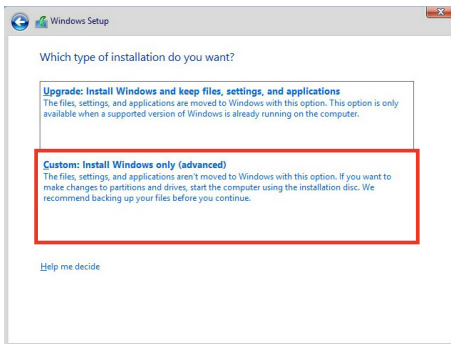 Windows Setup
Which type of installation do you want?
Upgrade: Install Windows and keep files, settings, and applications
The files, settings, and applications are moved to Windows with this option. This option is only
available when a supported version of Windows is already running on the computer.
Custom: Install Windows only (advanced)
The files, settings, and applications aren't moved to Windows with this option. If you want to
make changes to partitions and drives, start the computer using the installation disc. We
recommend backing up your files before you continue.
Help me decide